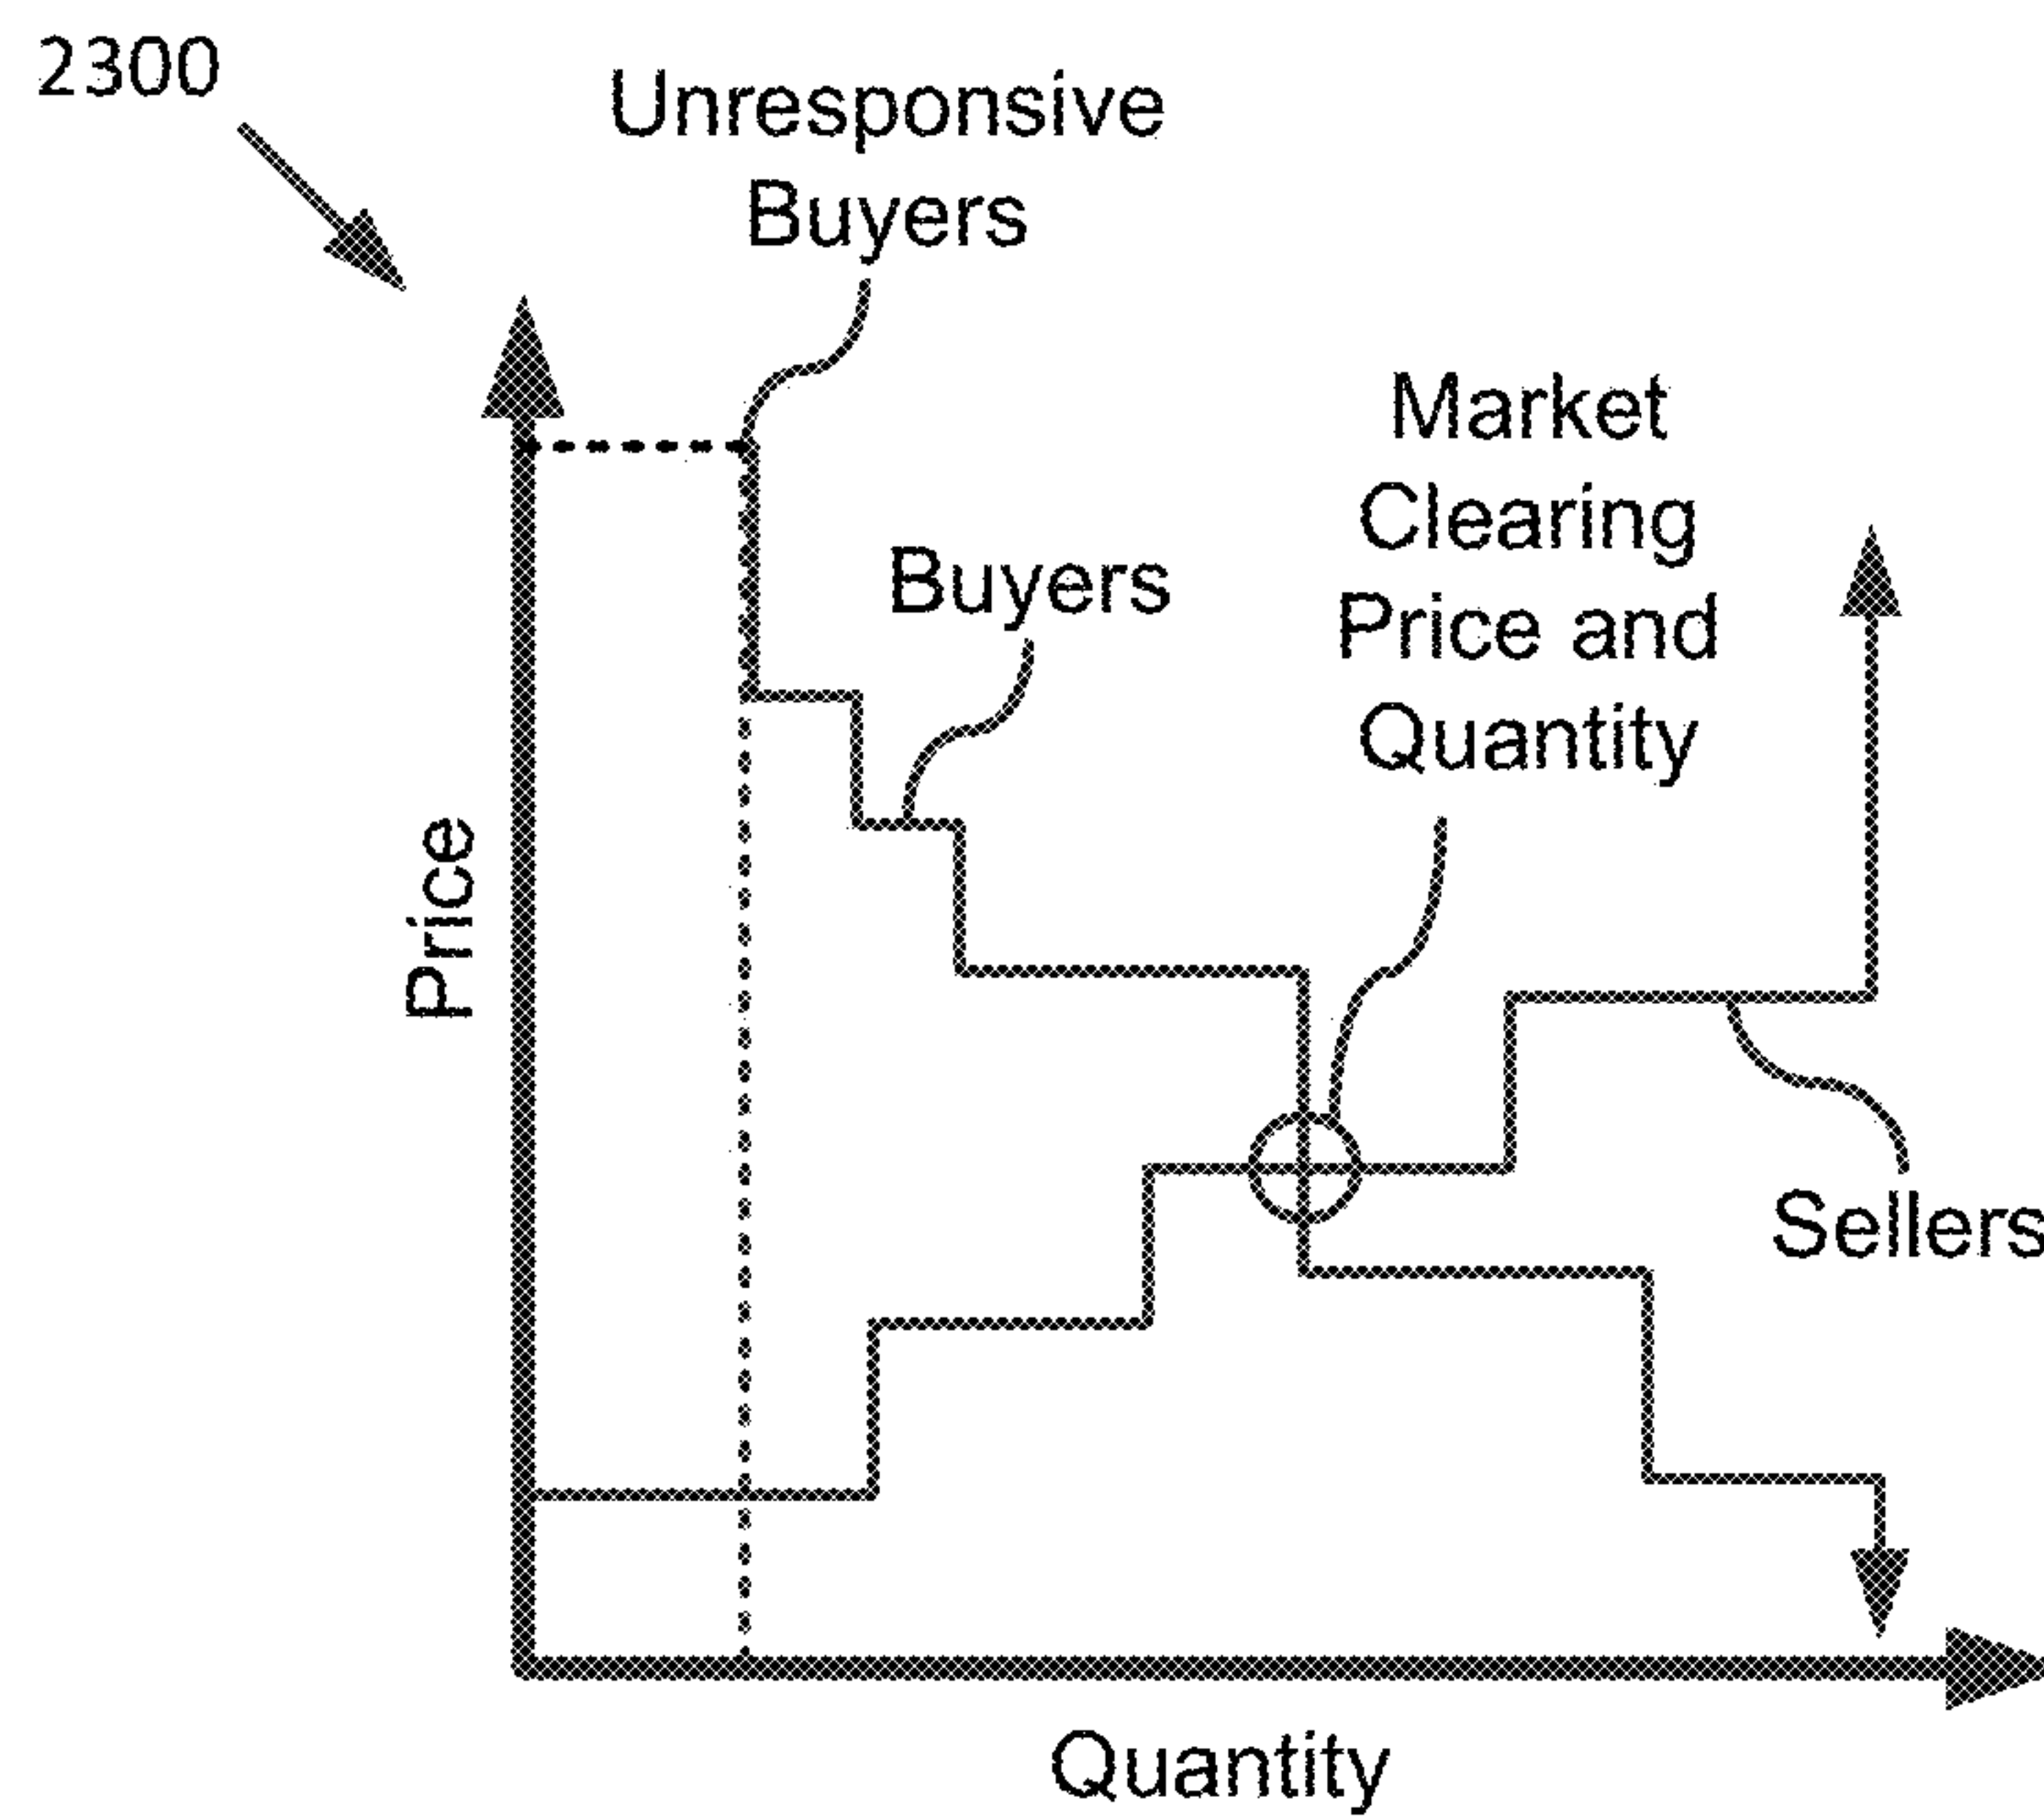 2300
Unresponsive
Buyers
Market
Clearing
Price and
Quantity
Buyers
Price
Sellers
Quantity